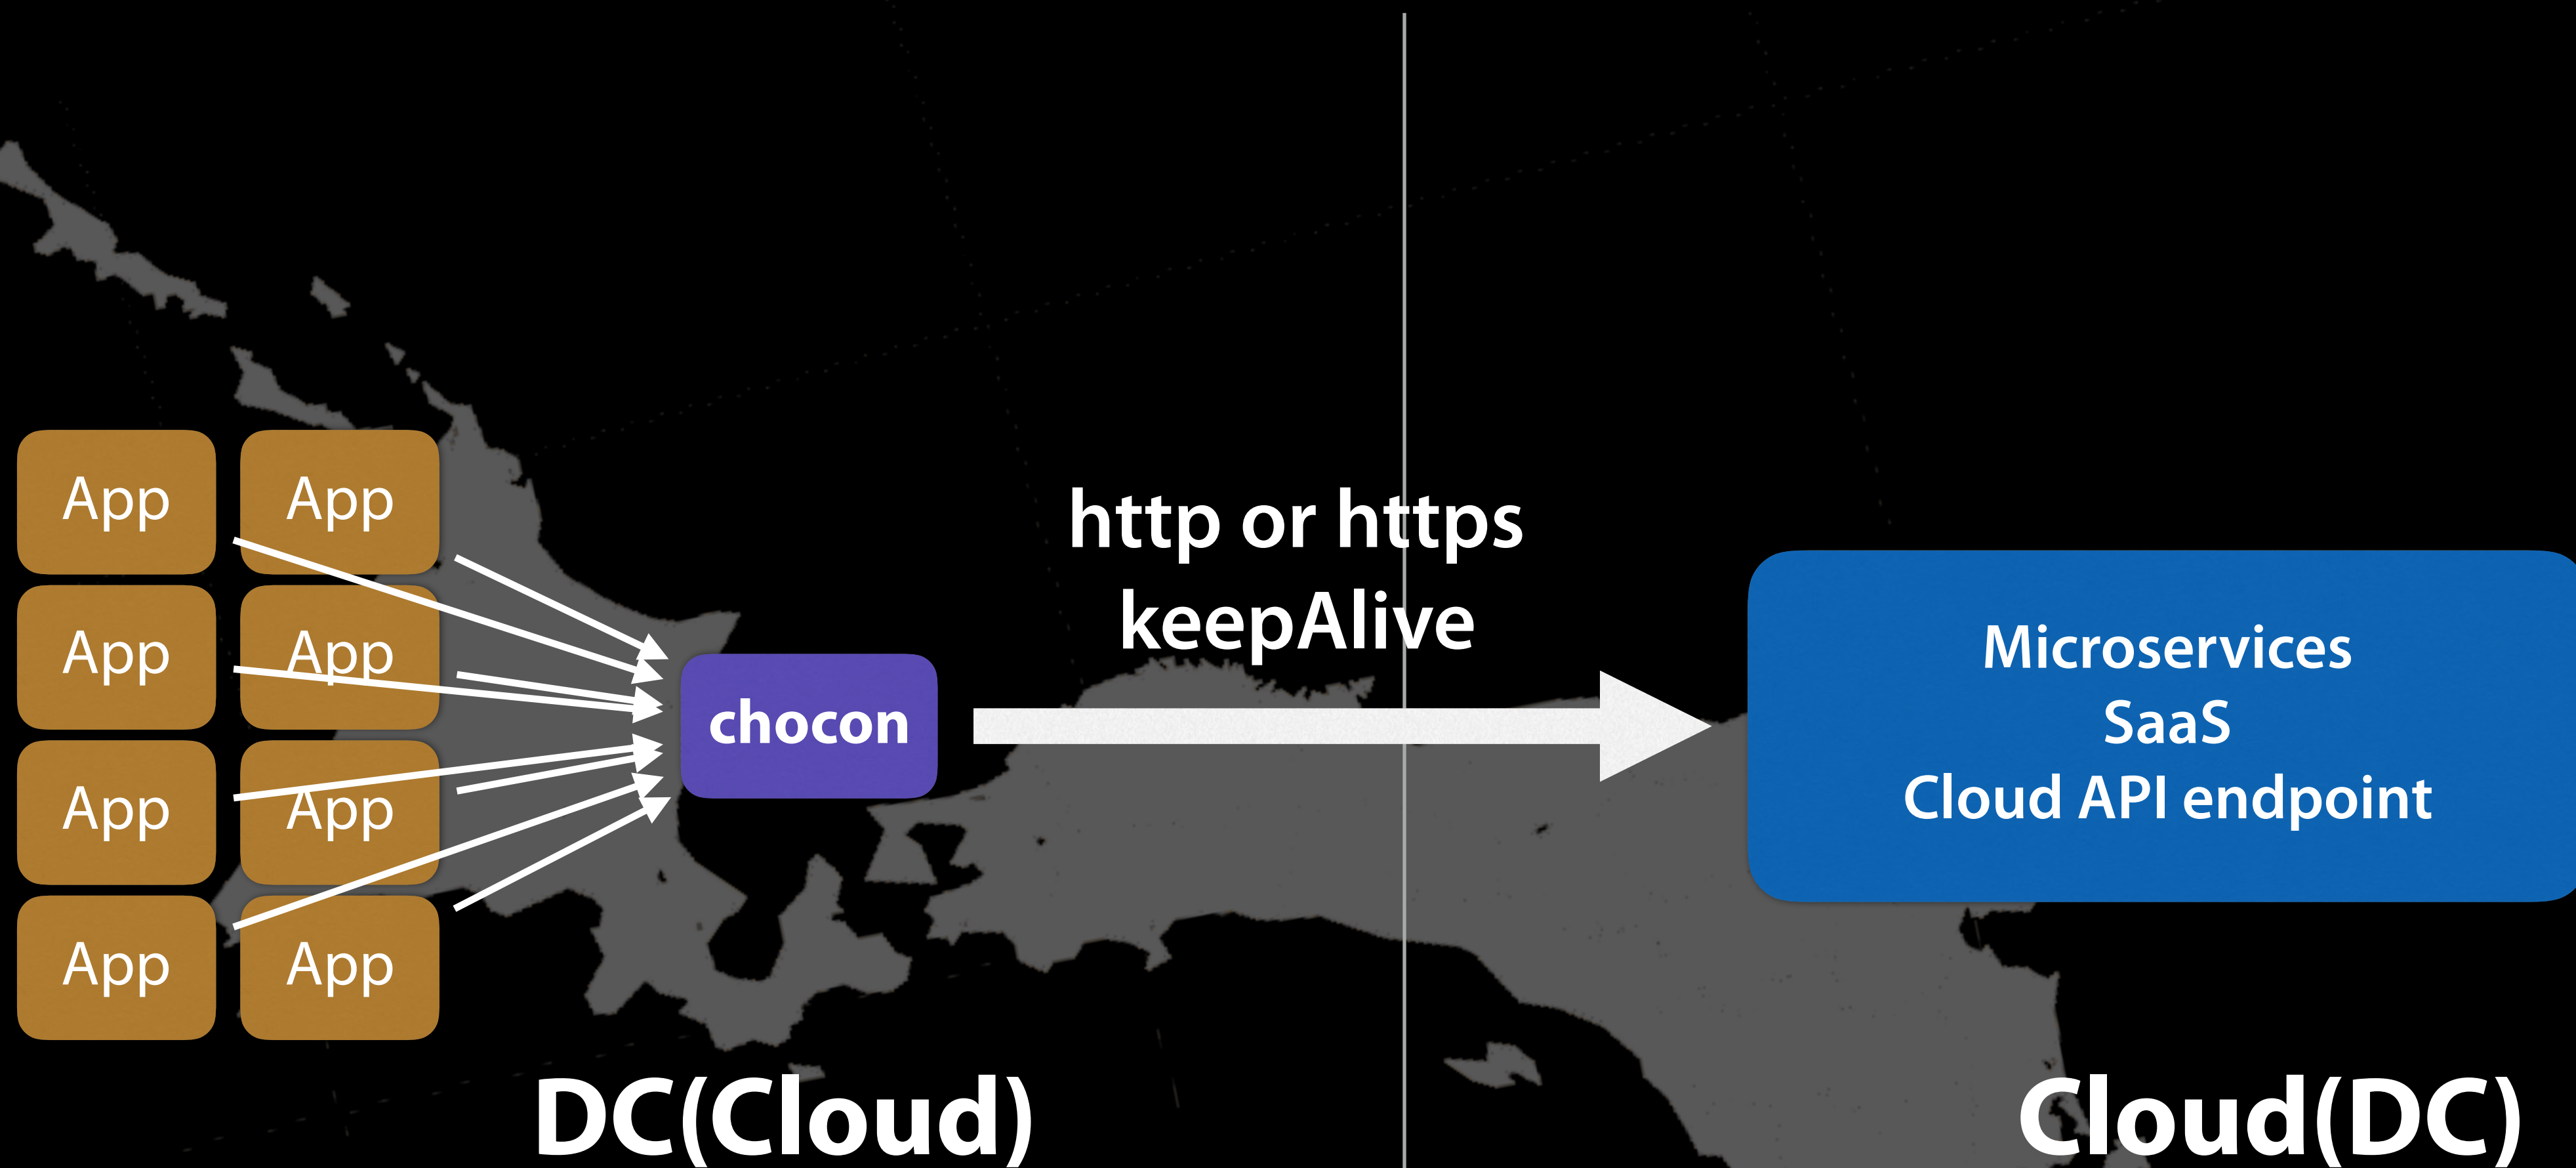 App
App
App
App
App
App
App
App
chocon
http or https
keepAlive
Microservices
SaaS
Cloud API endpoint
DC(Cloud)
Cloud(DC)